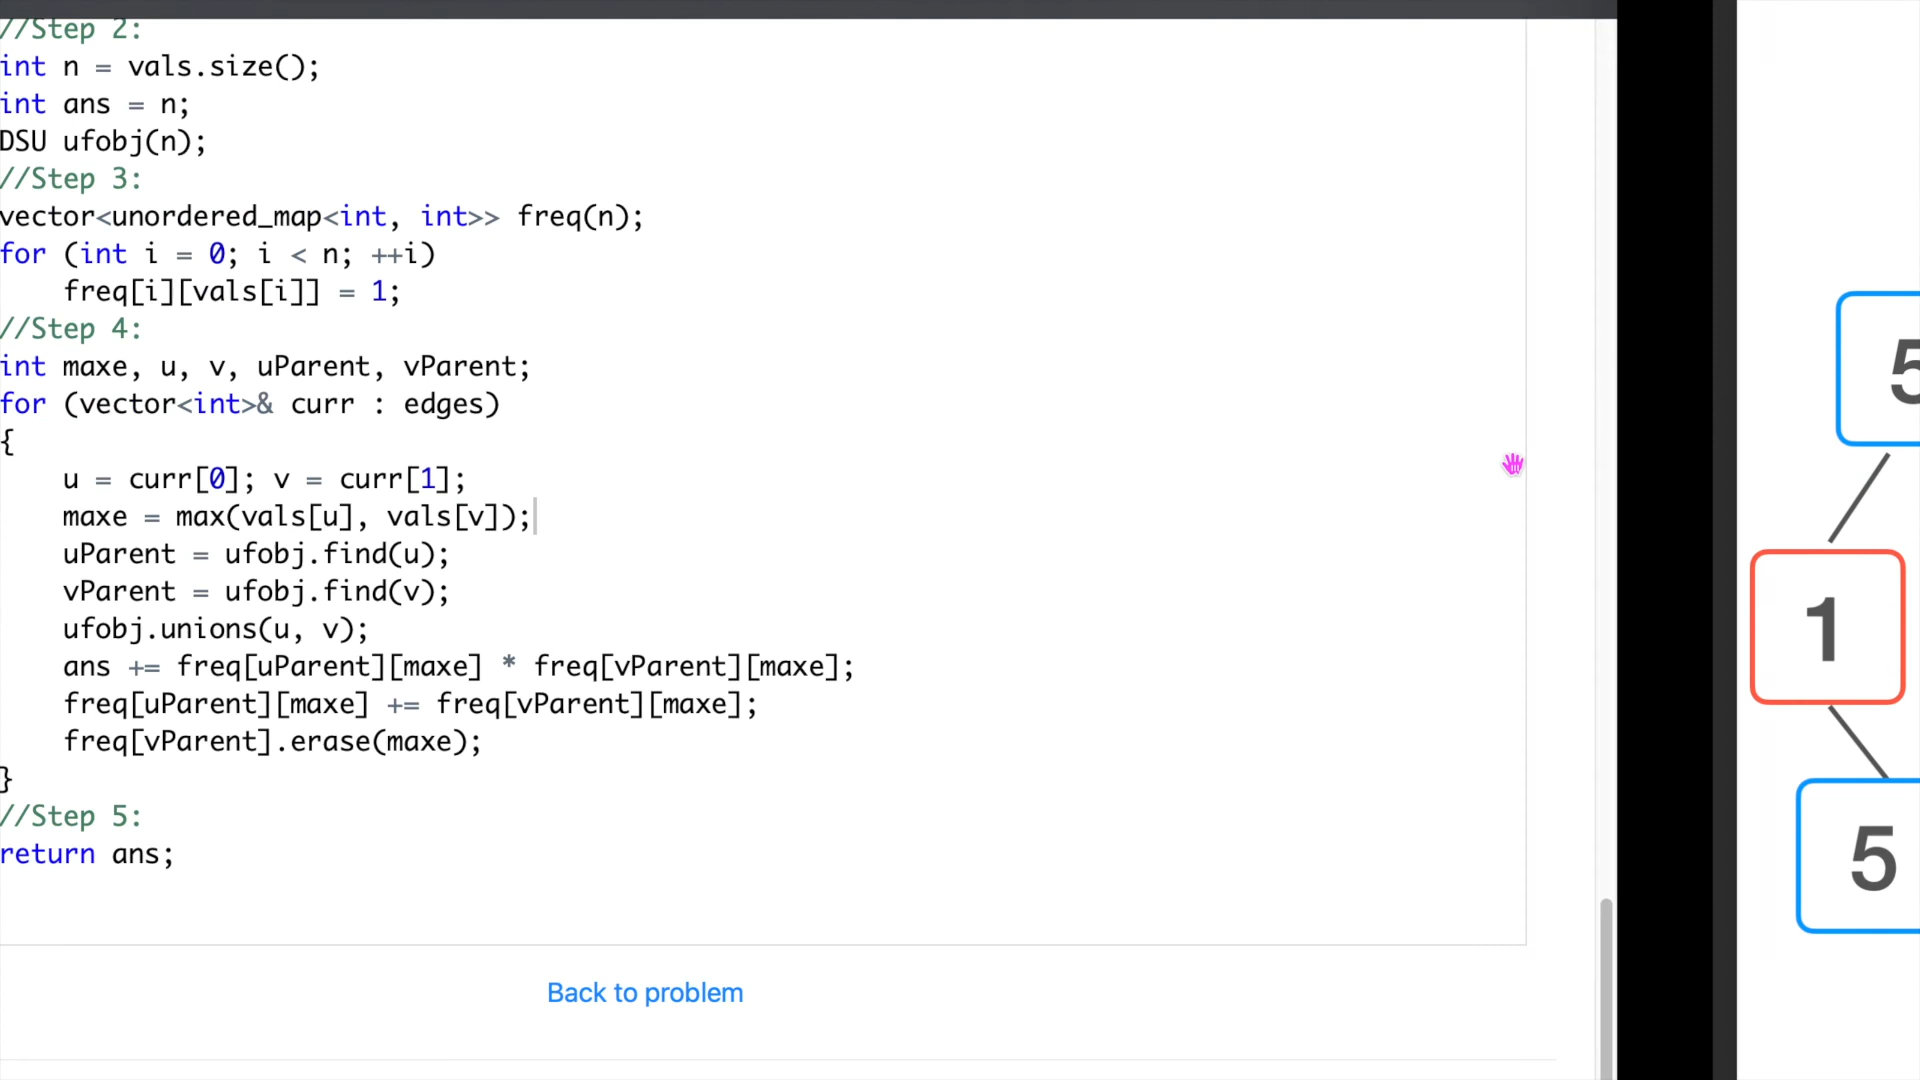 //Step 2:
int n = vals.size();
int ans = n;
DSU ufobj(n);
//Step 3:
vector<unordered_map<int, int>> freq(n);
for (int i = 0; i < n; ++i)
    freq[i][vals[i]] = 1;
//Step 4:
int maxe, u, v, uParent, vParent;
for (vector<int>& curr : edges)
{
    u = curr[0]; v = curr[1];
    maxe = max(vals[u], vals[v]);
    uParent = ufobj.find(u);
    vParent = ufobj.find(v);
    ufobj.unions(u, v);
    ans += freq[uParent][maxe] * freq[vParent][maxe];
    freq[uParent][maxe] += freq[vParent][maxe];
    freq[vParent].erase(maxe);
}
//Step 5:
return ans;
Back to problem
5
1
5